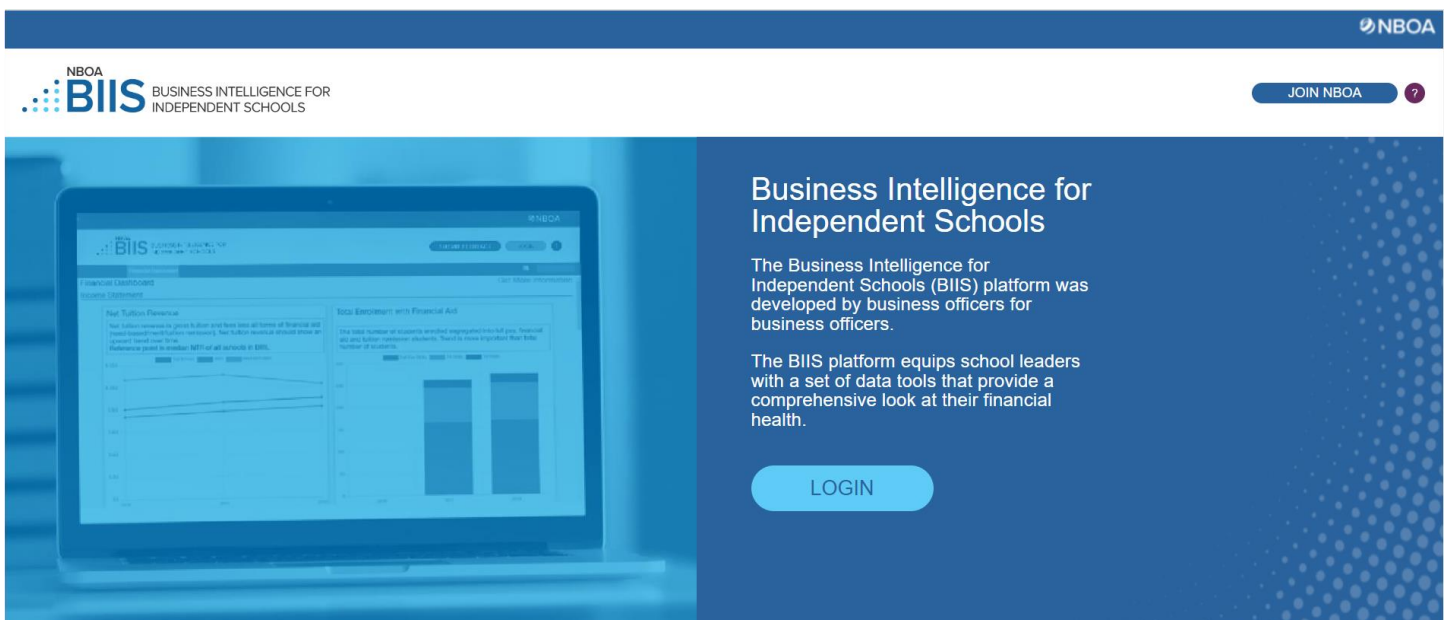 NBOA
NBOA
BIIS BUSINESS INTELLIGENCE FOR
INDEPENDENT SCHOOLS
JOIN NBOA
?
NBOA
BIIS
Financial Dashboard
Income Statement
Net Tuition Revenue
Total Enrollment with Financial Aid
Business Intelligence for
Independent Schools
The Business Intelligence for
Independent Schools (BIIS) platform was
developed by business officers for
business officers.
The BIIS platform equips school leaders
with a set of data tools that provide a
comprehensive look at their financial
health.
LOGIN